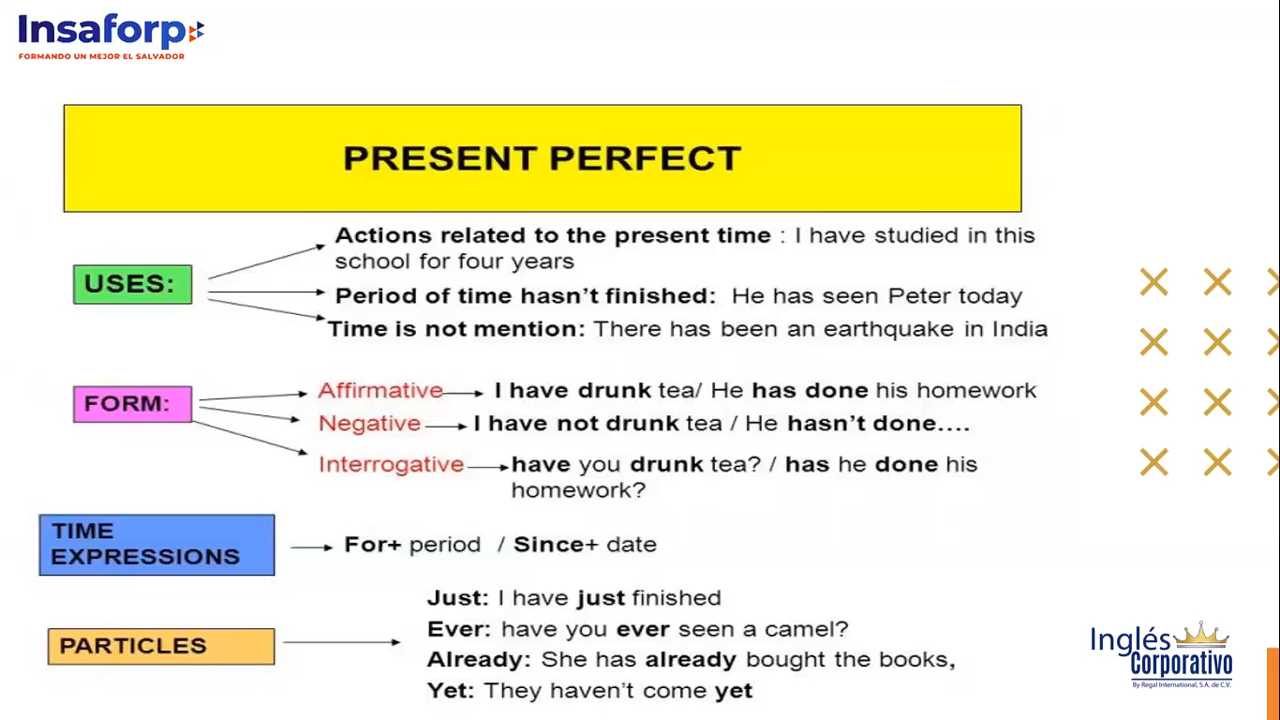 Insaforp
FORMANDO UN MEJOR EL SALVADOR
PRESENT PERFECT
USES:
Actions related to the present time : I have studied in this
school for four years
Period of time hasn't finished: He has seen Peter today
Time is not mention: There has been an earthquake in India
FORM:
Affirmative I have drunk tea/ He has done his homework
Negative I have not drunk tea / He hasn't done....
Interrogative have you drunk tea? / has he done his
homework?
TIME
EXPRESSIONS
For+ period / Since+ date
PARTICLES
Just: I have just finished
Ever: have you ever seen a camel?
Already: She has already bought the books,
Yet: They haven't come yet
Inglés
Corporativo
By Regal International, S.A. de C.V.